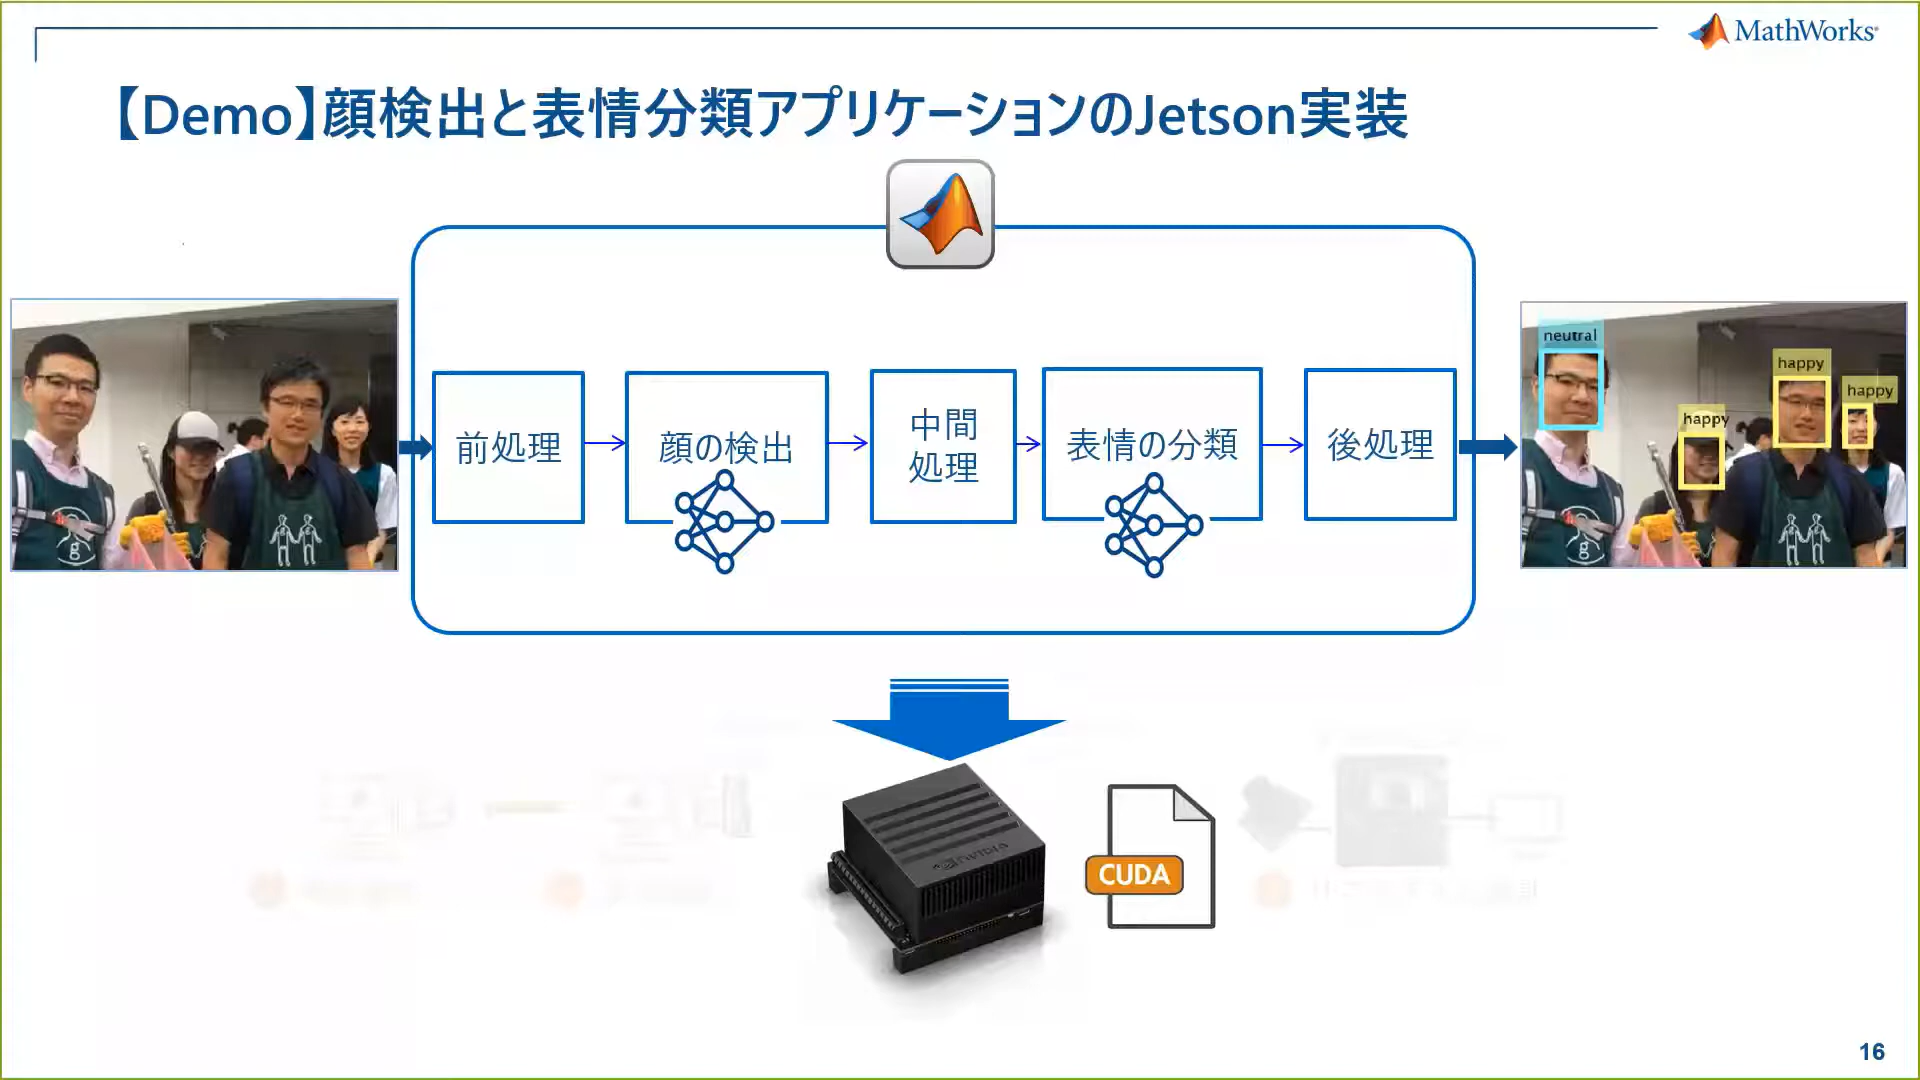 MathWorks
【Demo】顔検出と表情分類アプリケーションのJetson実装
neutral
happy
happy
happy
前処理
顔の検出
中間
処理
表情の分類
後処理
NVIDIA
CUDA
g
g
16